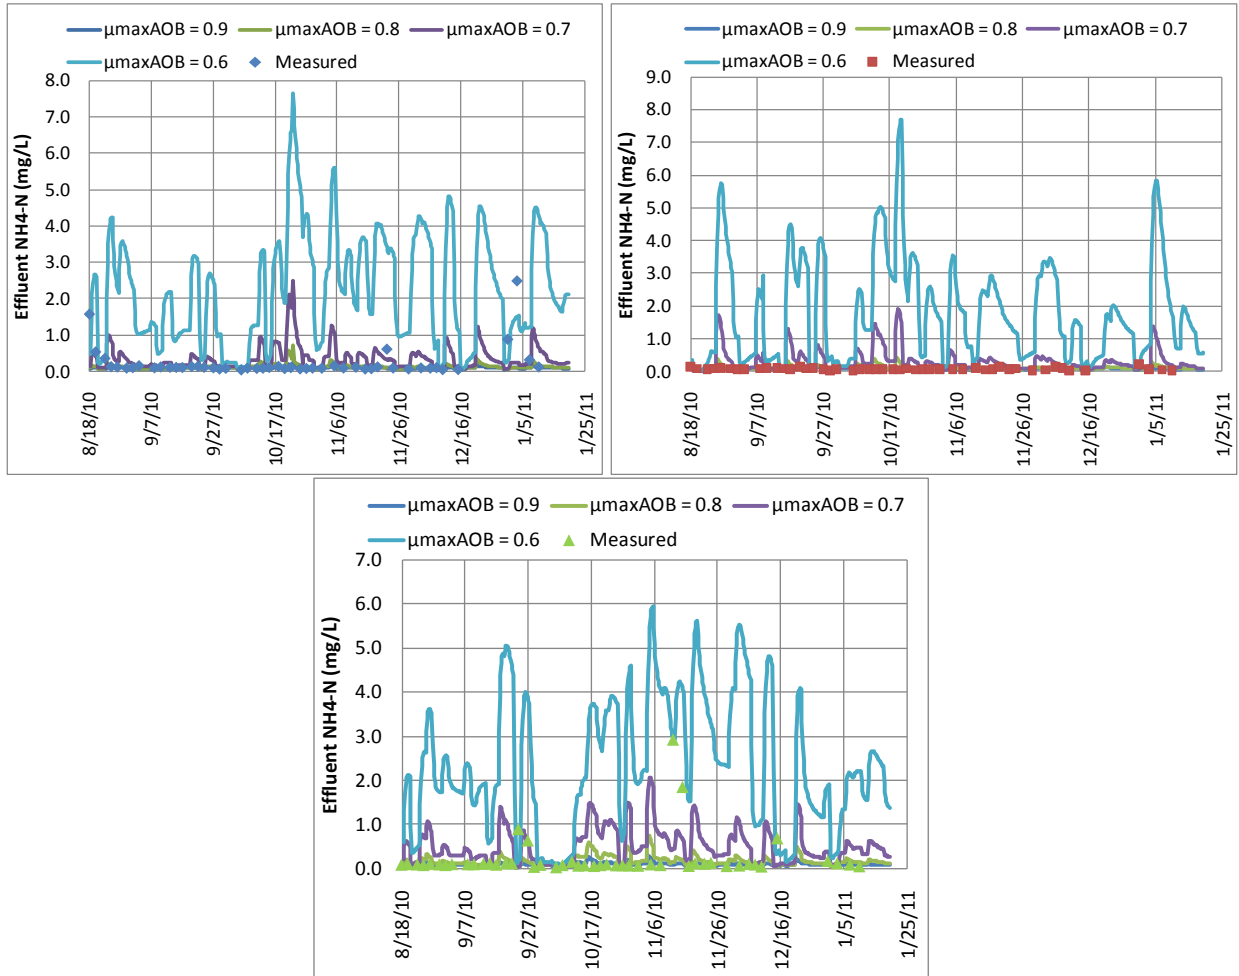 μmaxAOB = 0.9 μmaxAOB = 0.8 μmaxAOB = 0.7
μmaxAOB = 0.6 Measured
Effluent NH4-N (mg/L)
8.0
7.0
6.0
5.0
4.0
3.0
2.0
1.0
0.0
8/18/10 9/7/10 9/27/10 10/17/10 11/6/10 11/26/10 12/16/10 1/5/11 1/25/11
μmaxAOB = 0.9 μmaxAOB = 0.8 μmaxAOB = 0.7
μmaxAOB = 0.6 Measured
Effluent NH4-N (mg/L)
9.0
8.0
7.0
6.0
5.0
4.0
3.0
2.0
1.0
0.0
8/18/10 9/7/10 9/27/10 10/17/10 11/6/10 11/26/10 12/16/10 1/5/11 1/25/11
μmaxAOB = 0.9 μmaxAOB = 0.8 μmaxAOB = 0.7
μmaxAOB = 0.6 Measured
Effluent NH4-N (mg/L)
7.0
6.0
5.0
4.0
3.0
2.0
1.0
0.0
8/18/10 9/7/10 9/27/10 10/17/10 11/6/10 11/26/10 12/16/10 1/5/11 1/25/11